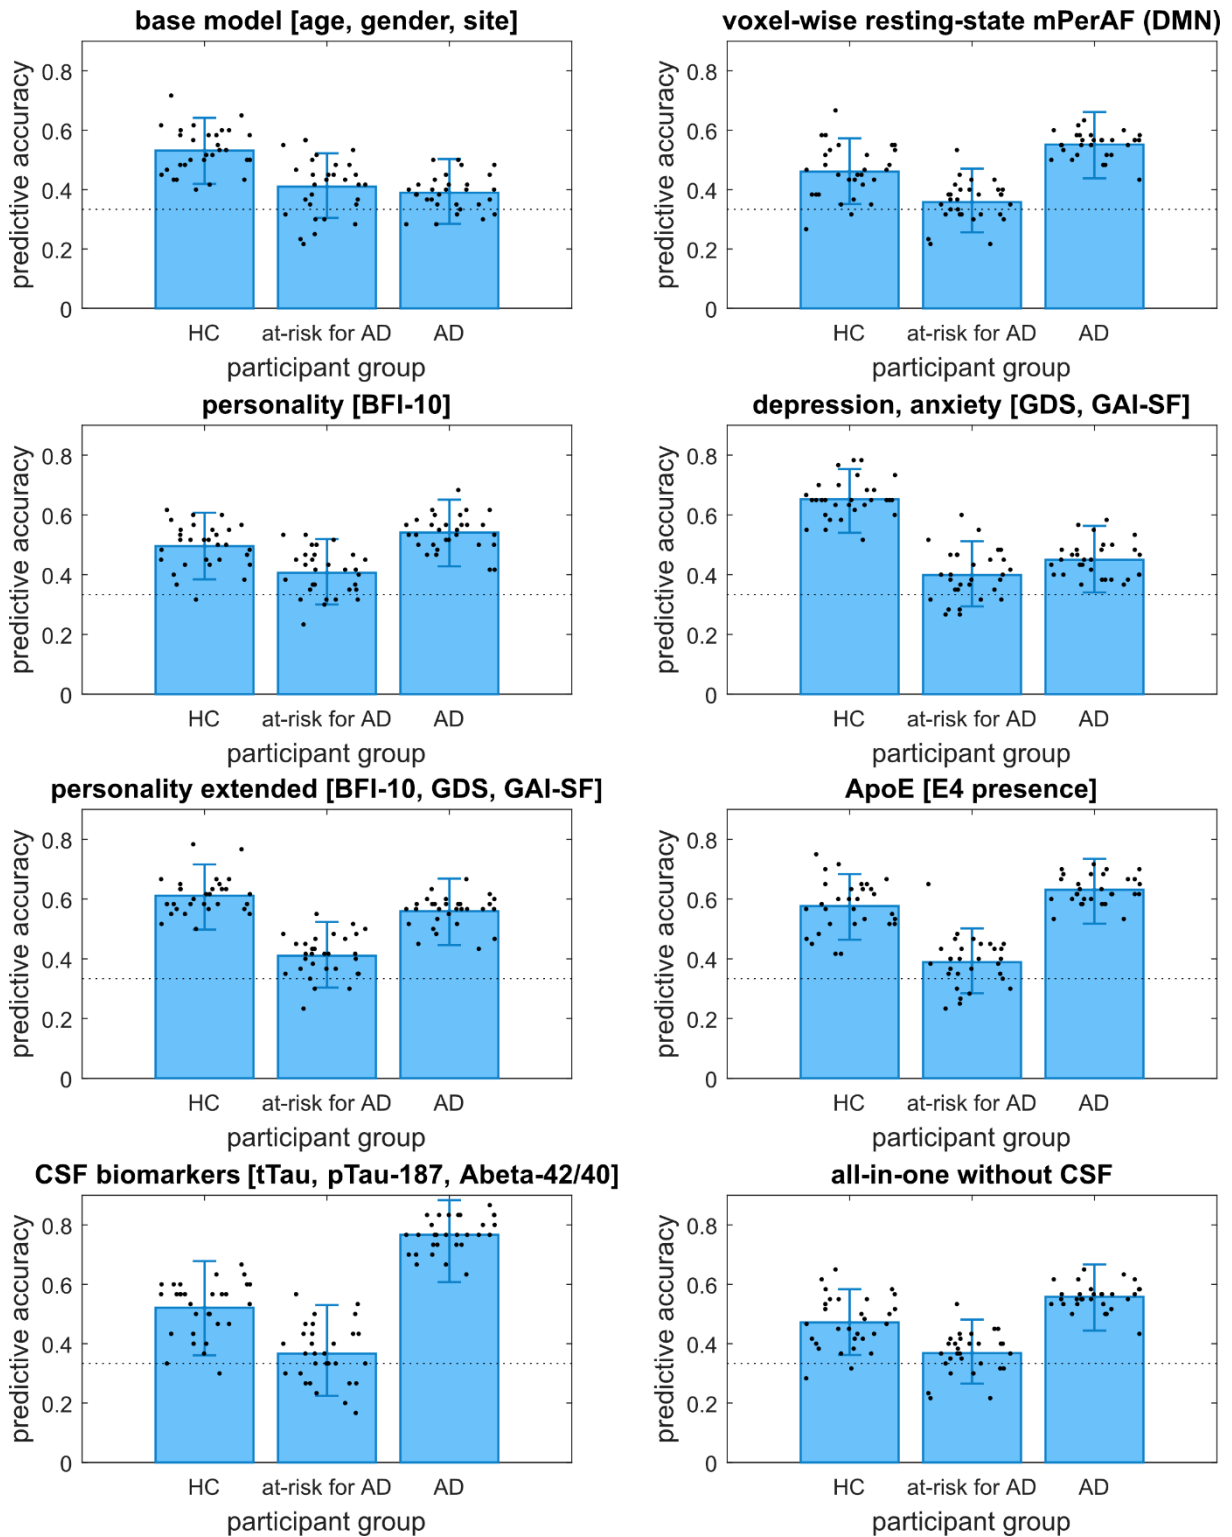 base model [age, gender, site]
predictive accuracy
0.8
0.6
0.4
0.2
0
HC at-risk for AD AD
participant group
voxel-wise resting-state mPerAF (DMN)
predictive accuracy
0.8
0.6
0.4
0.2
0
HC at-risk for AD AD
participant group
personality [BFI-10]
predictive accuracy
0.8
0.6
0.4
0.2
0
HC at-risk for AD AD
participant group
depression, anxiety [GDS, GAI-SF]
predictive accuracy
0.8
0.6
0.4
0.2
0
HC at-risk for AD AD
participant group
personality extended [BFI-10, GDS, GAI-SF]
predictive accuracy
0.8
0.6
0.4
0.2
0
HC at-risk for AD AD
participant group
ApoE [E4 presence]
predictive accuracy
0.8
0.6
0.4
0.2
0
HC at-risk for AD AD
participant group
CSF biomarkers [tTau, pTau-187, Abeta-42/40]
predictive accuracy
0.8
0.6
0.4
0.2
0
HC at-risk for AD AD
participant group
all-in-one without CSF
predictive accuracy
0.8
0.6
0.4
0.2
0
HC at-risk for AD AD
participant group